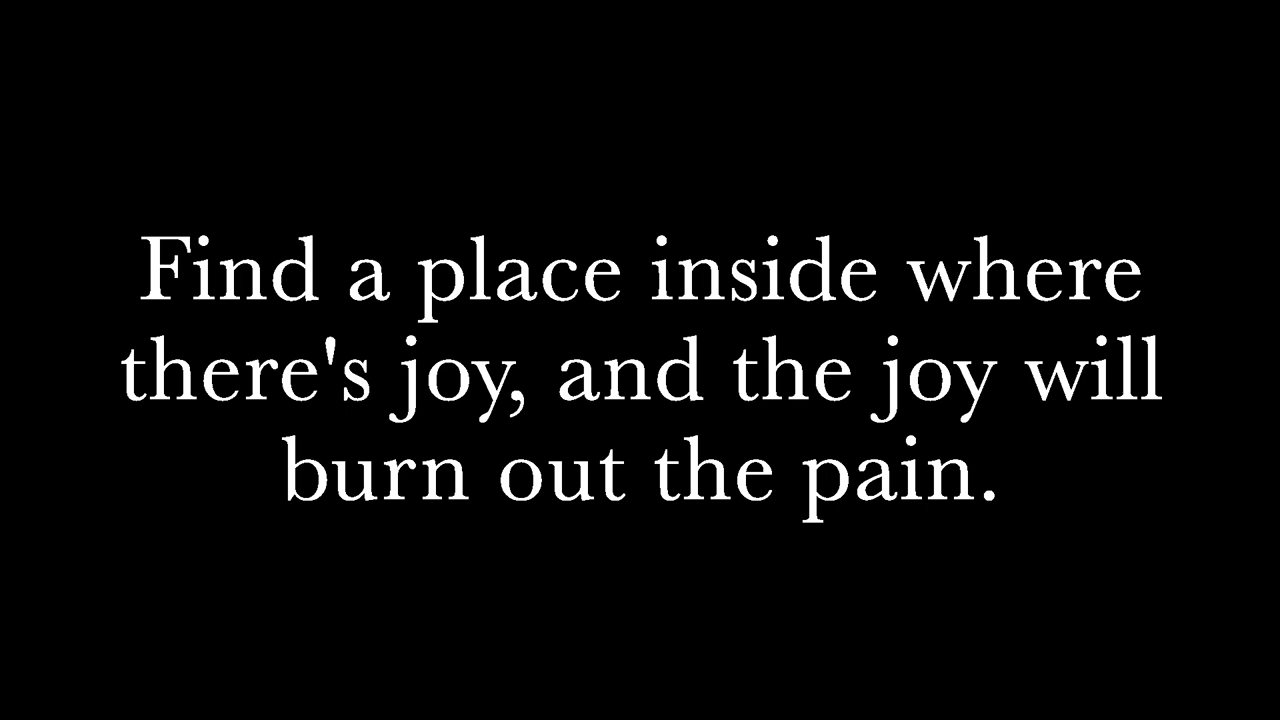 Find a place inside where
there's joy, and the joy will
burn out the pain.